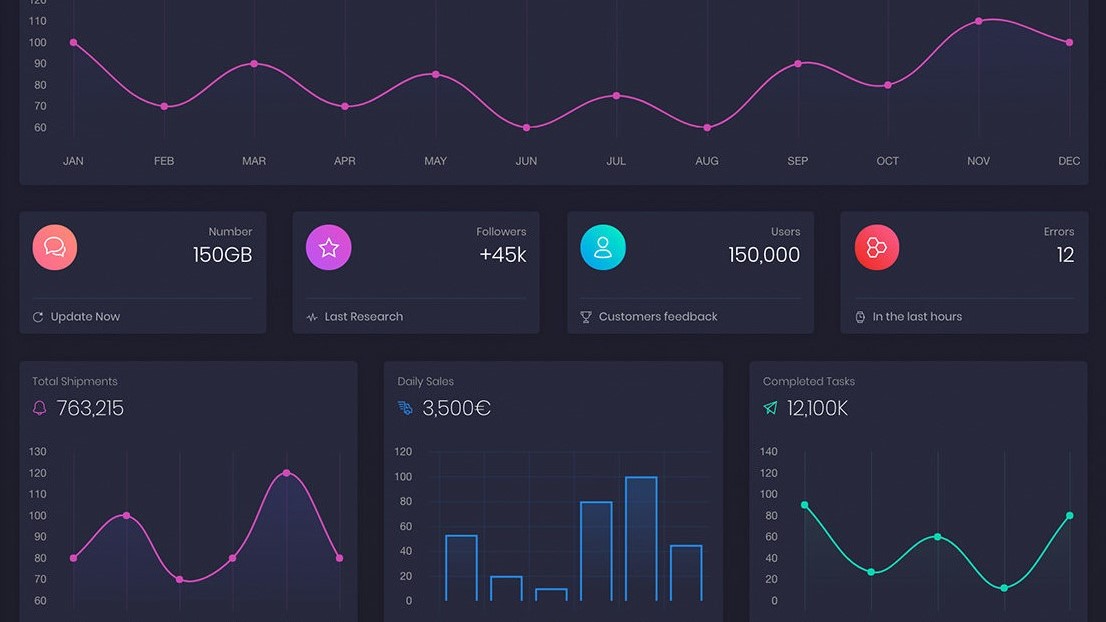 120
110
100
90
80
70
60
JAN FEB MAR APR MAY JUN JUL AUG SEP OCT NOV DEC
Number
150GB
Update Now
Followers
+45k
Last Research
Users
150,000
Customers feedback
Errors
12
In the last hours
Total Shipments
763,215
130
120
110
100
90
80
70
60
Daily Sales
3,500€
120
100
80
60
40
20
0
Completed Tasks
12,100K
140
120
100
80
60
40
20
0